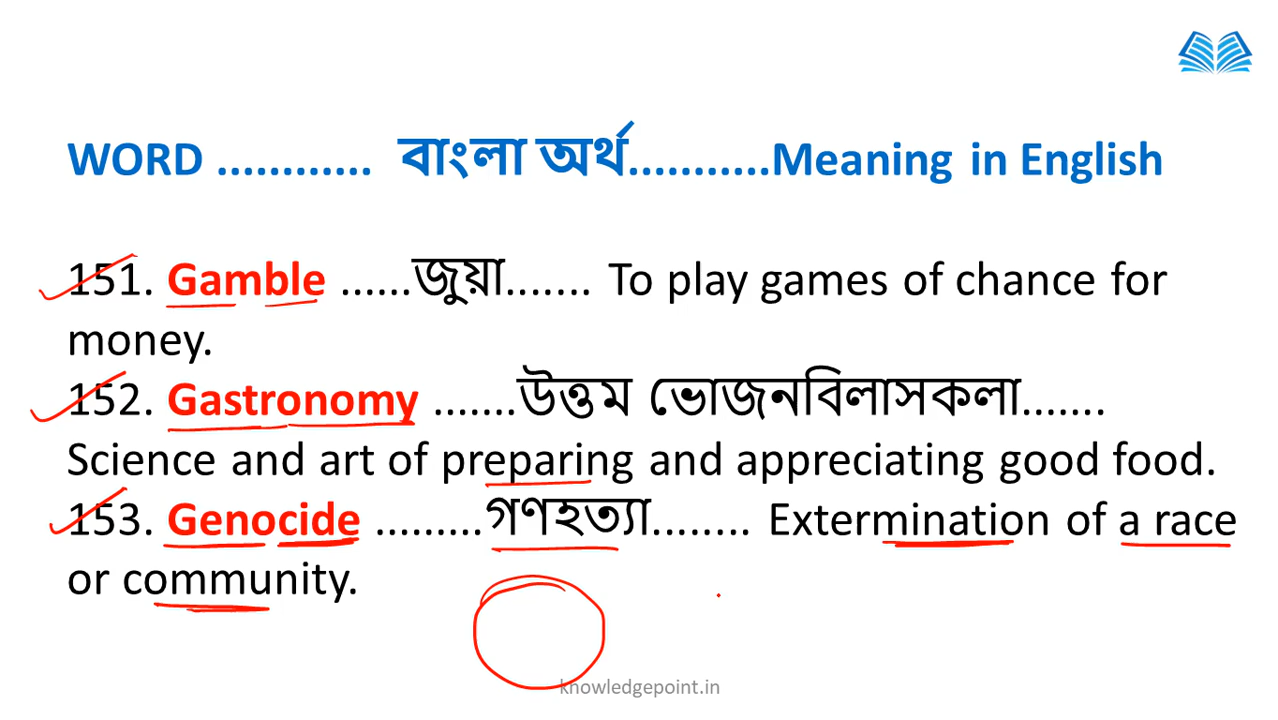 WORD ............ বাংলা অর্থ...........Meaning in English
151. Gamble ......জুয়া....... To play games of chance for
money.
152. Gastronomy .......উত্তম ভোজনবিলাসকলা.......
Science and art of preparing and appreciating good food.
153. Genocide .........গণহত্যা........ Extermination of a race
or community.
knowledgepoint.in